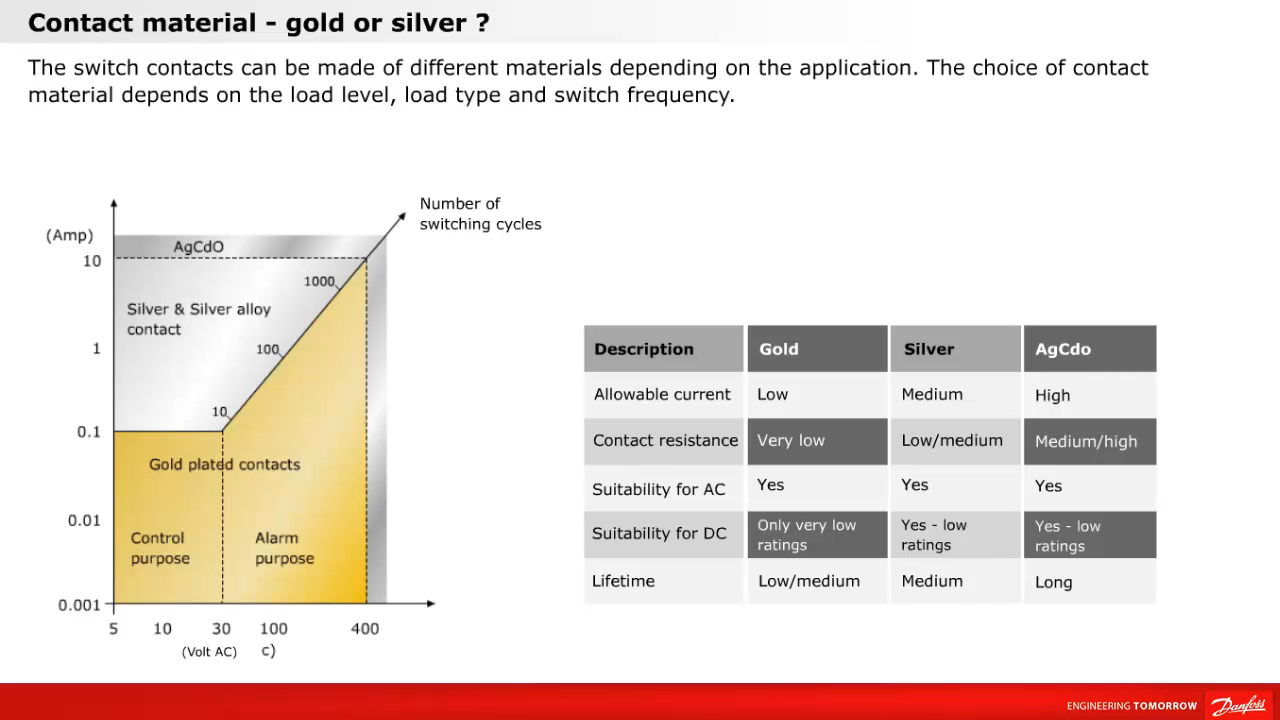 Contact material - gold or silver ?
The switch contacts can be made of different materials depending on the application. The choice of contact
material depends on the load level, load type and switch frequency.
Number of
switching cycles
(Amp)
AgCdO
10
1000
Silver & Silver alloy
contact
1
100
10
0.1
Gold plated contacts
0.01
Control
purpose
Alarm
purpose
0.001
5 10 30 100 400
(Volt AC) c)
Description Gold Silver AgCdo
Allowable current Low Medium High
Contact resistance Very low Low/medium Medium/high
Suitability for AC Yes Yes Yes
Suitability for DC Only very low ratings Yes - low ratings Yes - low ratings
Lifetime Low/medium Medium Long
ENGINEERING TOMORROW
Danfoss